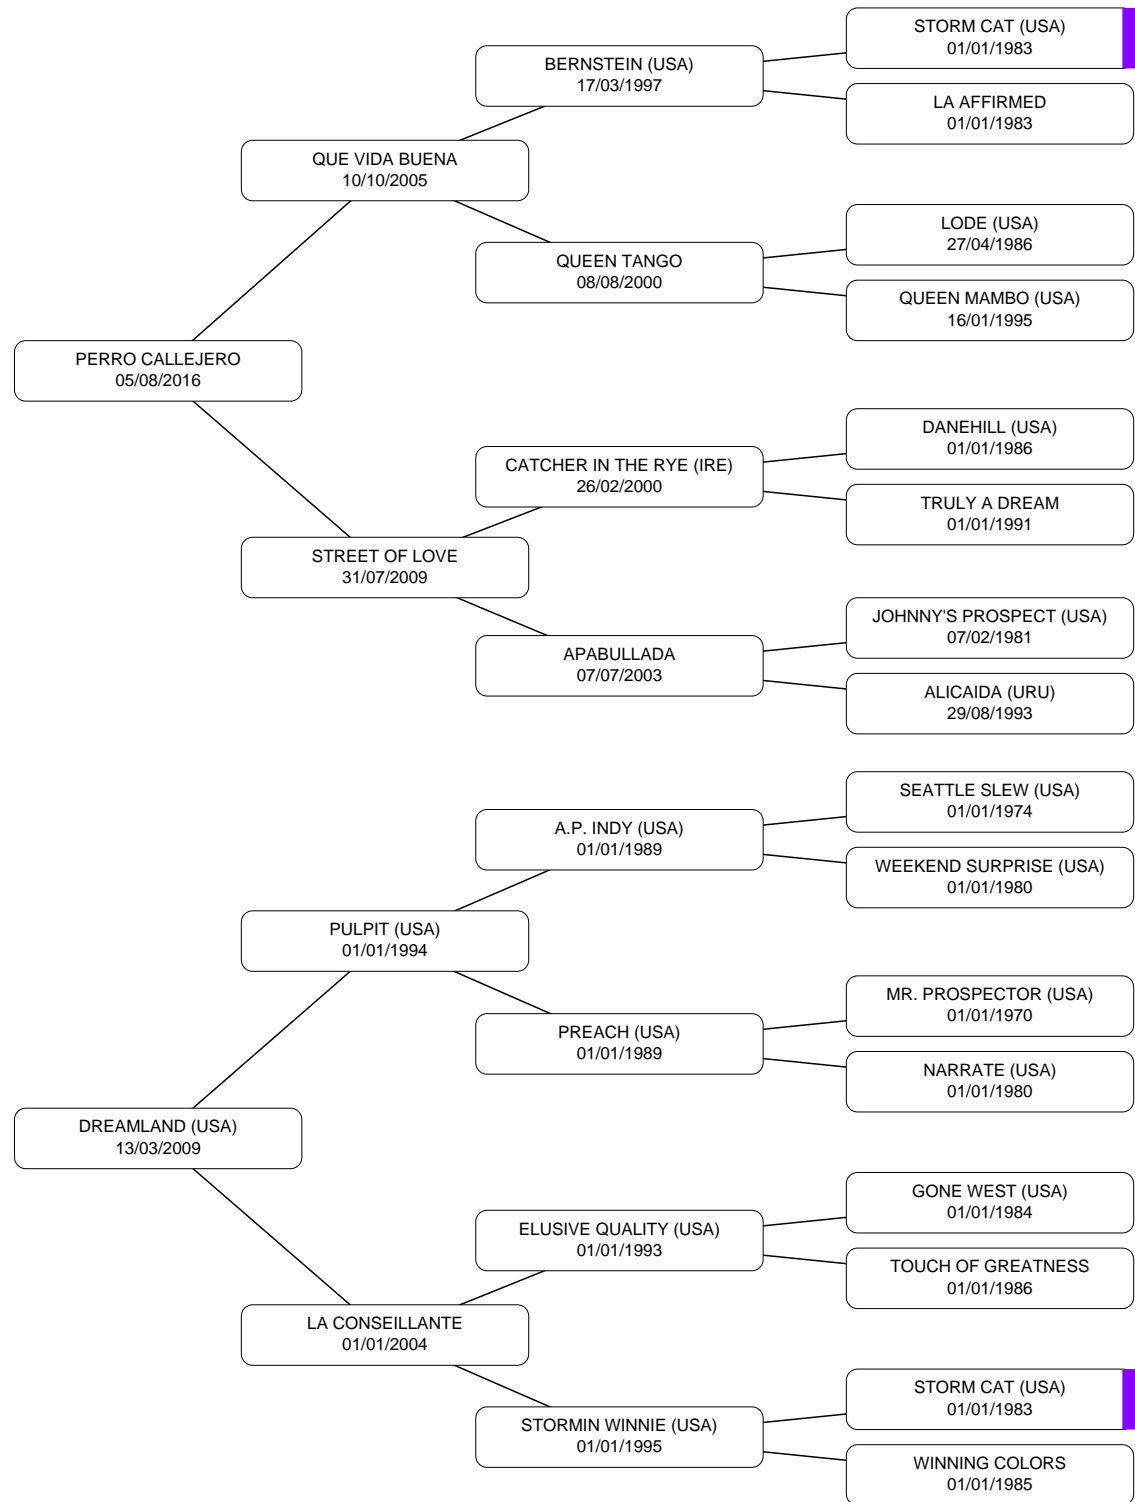 STORM CAT (USA)
01/01/1983
BERNSTEIN (USA)
17/03/1997
LA AFFIRMED
01/01/1983
QUE VIDA BUENA
10/10/2005
LODE (USA)
27/04/1986
QUEEN TANGO
08/08/2000
QUEEN MAMBO (USA)
16/01/1995
PERRO CALLEJERO
05/08/2016
DANEHILL (USA)
01/01/1986
CATCHER IN THE RYE (IRE)
26/02/2000
TRULY A DREAM
01/01/1991
STREET OF LOVE
31/07/2009
JOHNNY'S PROSPECT (USA)
07/02/1981
APABULLADA
07/07/2003
ALICAIDA (URU)
29/08/1993
SEATTLE SLEW (USA)
01/01/1974
A.P. INDY (USA)
01/01/1989
WEEKEND SURPRISE (USA)
01/01/1980
PULPIT (USA)
01/01/1994
MR. PROSPECTOR (USA)
01/01/1970
PREACH (USA)
01/01/1989
NARRATE (USA)
01/01/1980
DREAMLAND (USA)
13/03/2009
GONE WEST (USA)
01/01/1984
ELUSIVE QUALITY (USA)
01/01/1993
TOUCH OF GREATNESS
01/01/1986
LA CONSEILLANTE
01/01/2004
STORM CAT (USA)
01/01/1983
STORMIN WINNIE (USA)
01/01/1995
WINNING COLORS
01/01/1985